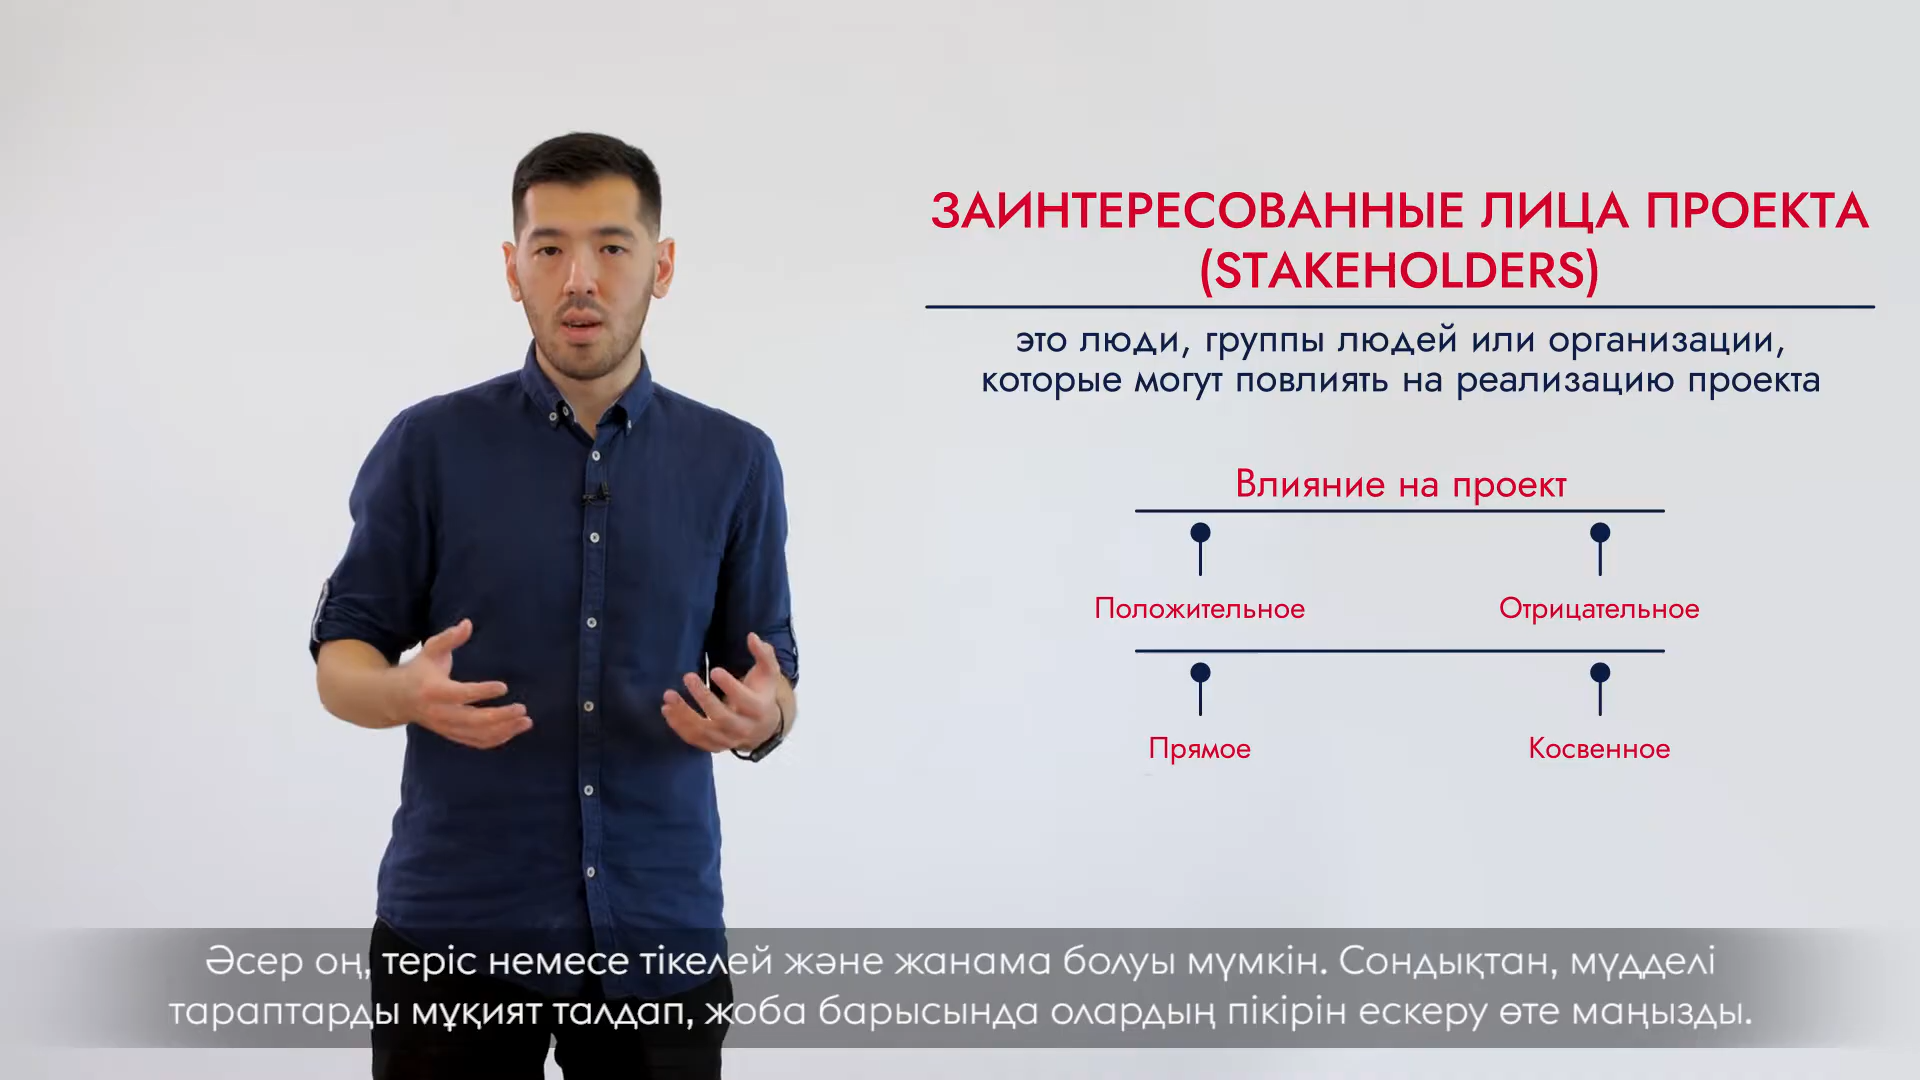 ЗАИНТЕРЕСОВАННЫЕ ЛИЦА ПРОЕКТА
(STAKEHOLDERS)
это люди, группы людей или организации,
которые могут повлиять на реализацию проекта
Влияние на проект
Положительное
Отрицательное
Прямое
Косвенное
Әсер оң, теріс немесе тікелей және жанама болуы мүмкін. Сондықтан, мүдделі
тараптарды мұқият талдап, жоба барысында олардың пікірін ескеру өте маңызды.